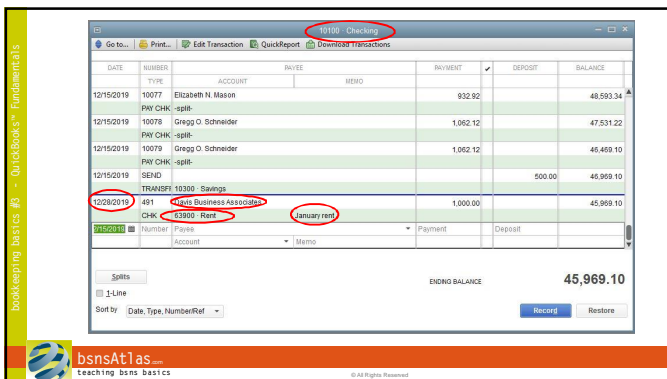 bookkeeping basics #3 - QuickBooks™ Fundamentals
10100 · Checking
Go to... Print... Edit Transaction QuickReport Download Transactions
DATE NUMBER PAYEE PAYMENT ✓ DEPOSIT BALANCE
TYPE ACCOUNT MEMO
12/15/2019 10077 Elizabeth N. Mason 932.92 48,593.34
PAY CHK -split-
12/15/2019 10078 Gregg O. Schneider 1,062.12 47,531.22
PAY CHK -split-
12/15/2019 10079 Gregg O. Schneider 1,062.12 46,469.10
PAY CHK -split-
12/15/2019 SEND 500.00 46,969.10
TRANSFF 10300 · Savings
12/28/2019 491 Davis Business Associates 1,000.00 45,969.10
CHK 63900 · Rent January rent
/15/2019 Number Payee Payment Deposit
Account Memo
Splits
ENDING BALANCE 45,969.10
1-Line
Sort by Date, Type, Number/Ref
Record Restore
bsnsAtlas.com
teaching bsns basics
© All Rights Reserved